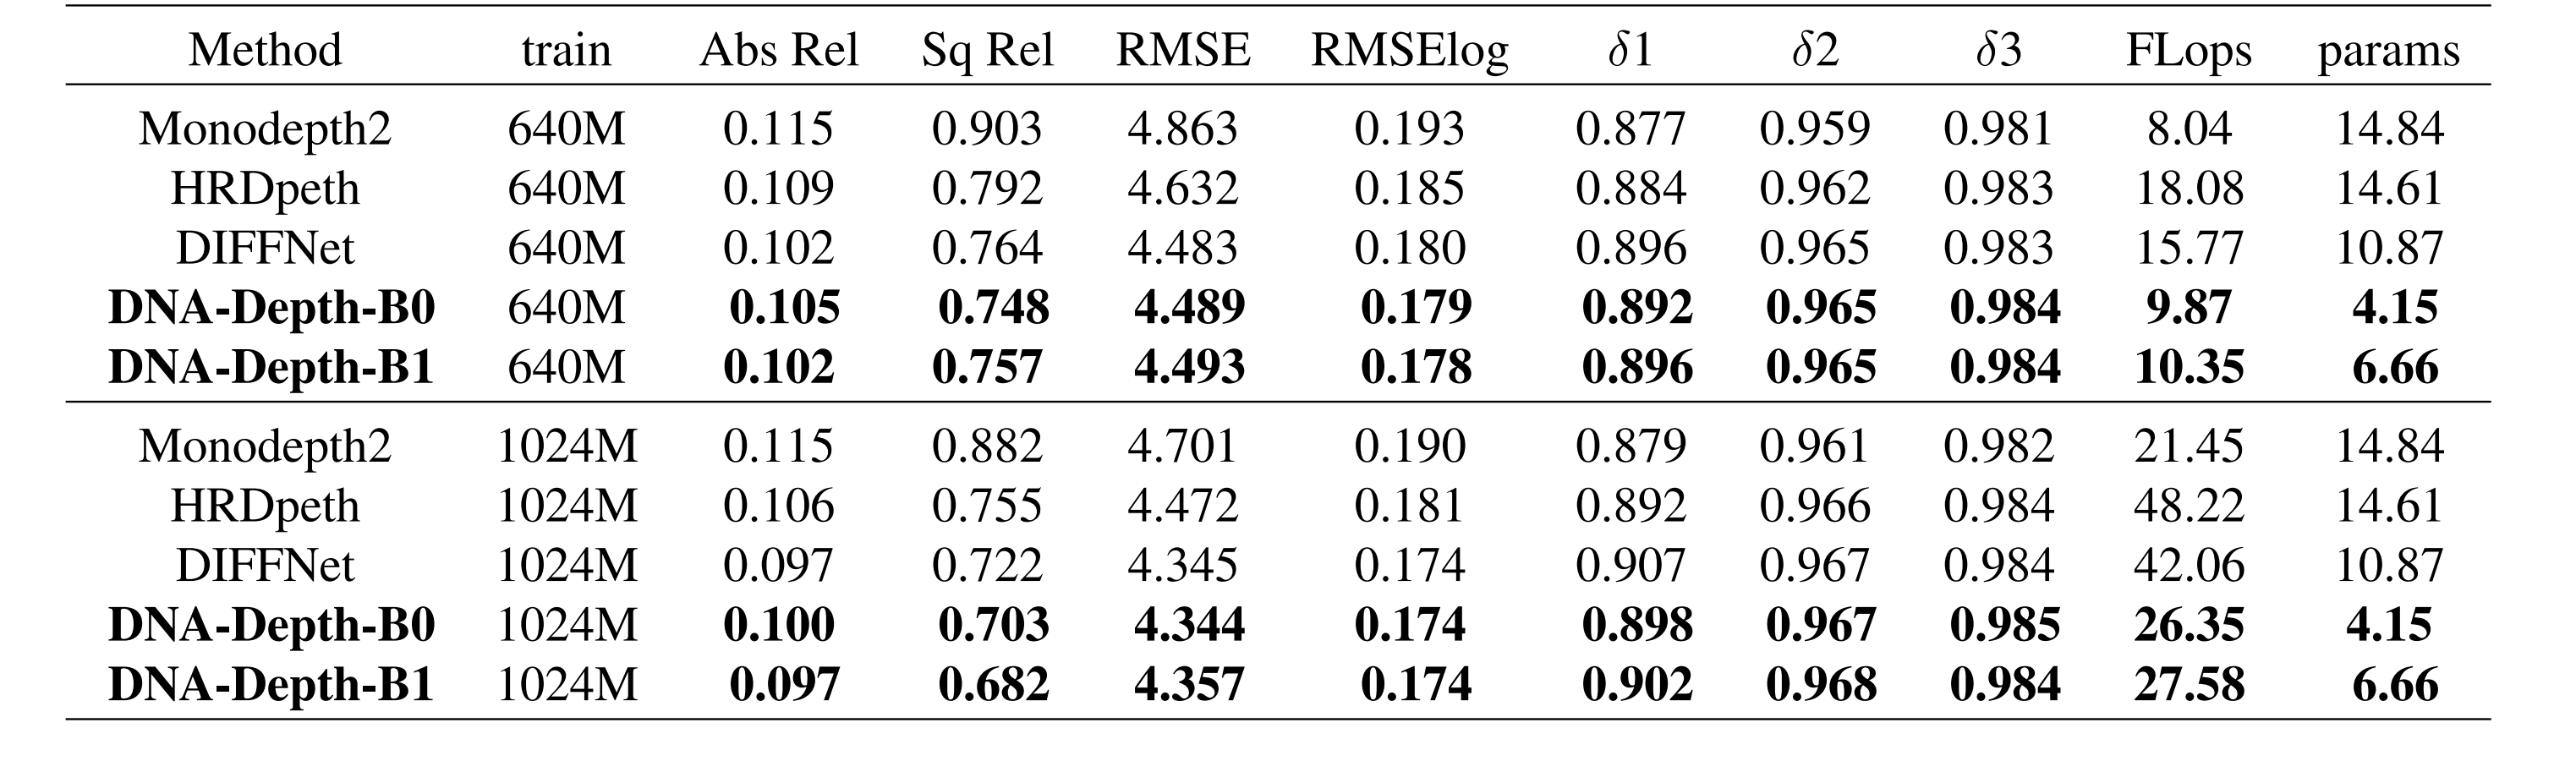 Method train Abs Rel Sq Rel RMSE RMSElog δ1 δ2 δ3 FLops params
Monodepth2 640M 0.115 0.903 4.863 0.193 0.877 0.959 0.981 8.04 14.84
HRDpeth 640M 0.109 0.792 4.632 0.185 0.884 0.962 0.983 18.08 14.61
DIFFNet 640M 0.102 0.764 4.483 0.180 0.896 0.965 0.983 15.77 10.87
DNA-Depth-B0 640M 0.105 0.748 4.489 0.179 0.892 0.965 0.984 9.87 4.15
DNA-Depth-B1 640M 0.102 0.757 4.493 0.178 0.896 0.965 0.984 10.35 6.66
Monodepth2 1024M 0.115 0.882 4.701 0.190 0.879 0.961 0.982 21.45 14.84
HRDpeth 1024M 0.106 0.755 4.472 0.181 0.892 0.966 0.984 48.22 14.61
DIFFNet 1024M 0.097 0.722 4.345 0.174 0.907 0.967 0.984 42.06 10.87
DNA-Depth-B0 1024M 0.100 0.703 4.344 0.174 0.898 0.967 0.985 26.35 4.15
DNA-Depth-B1 1024M 0.097 0.682 4.357 0.174 0.902 0.968 0.984 27.58 6.66